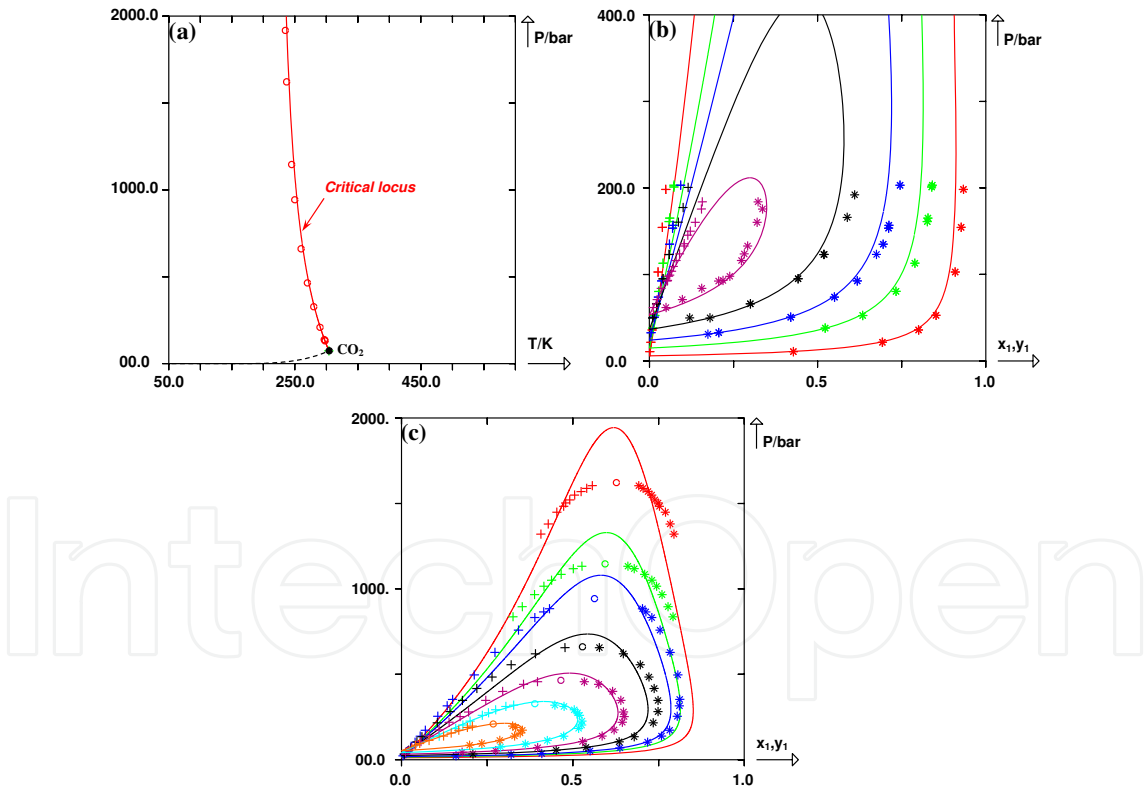 (a)
2000.0
P/bar
1000.0
Critical locus
CO2
00.0
T/K
50.0 250.0 450.0
(b)
400.0
P/bar
200.0
0.0
x1,y1
0.0 0.5 1.0
(c)
2000.
P/bar
1000.
00.0
x1,y1
0.0 0.5 1.0
IntechOpen